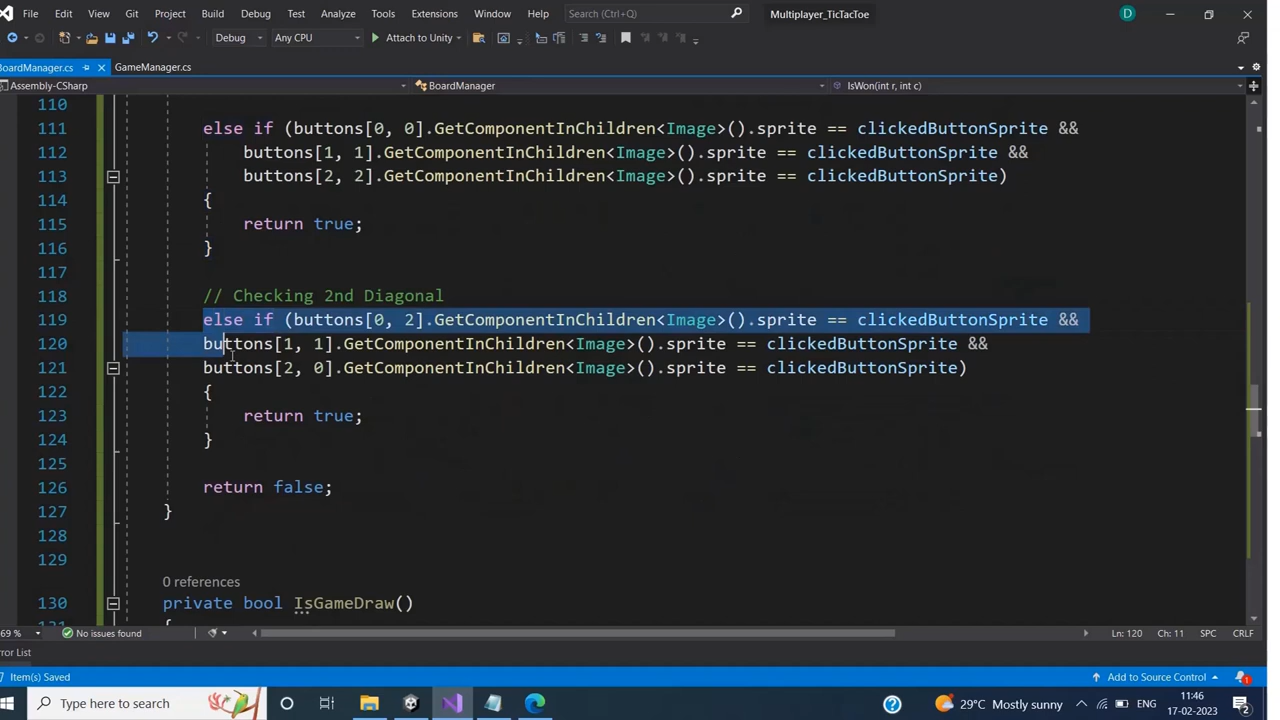 File Edit View Git Project Build Debug Test Analyze Tools Extensions Window Help Search (Ctrl+Q) Multiplayer_TicTacToe D
Debug Any CPU Attach to Unity
BoardManager.cs GameManager.cs
Assembly-CSharp BoardManager IsWon(int r, int c)
110
111 else if (buttons[0, 0].GetComponentInChildren<Image>().sprite == clickedButtonSprite &&
112 buttons[1, 1].GetComponentInChildren<Image>().sprite == clickedButtonSprite &&
113 buttons[2, 2].GetComponentInChildren<Image>().sprite == clickedButtonSprite)
114 {
115 return true;
116 }
117
118 // Checking 2nd Diagonal
119 else if (buttons[0, 2].GetComponentInChildren<Image>().sprite == clickedButtonSprite &&
120 buttons[1, 1].GetComponentInChildren<Image>().sprite == clickedButtonSprite &&
121 buttons[2, 0].GetComponentInChildren<Image>().sprite == clickedButtonSprite)
122 {
123 return true;
124 }
125
126 return false;
127 }
128
129
0 references
130 private bool IsGameDraw()
{
69 % No issues found Ln: 120 Ch: 11 SPC CRLF
rror List
Item(s) Saved Add to Source Control 1
Type here to search 29°C Mostly sunny ENG 11:46
17-02-2023 2